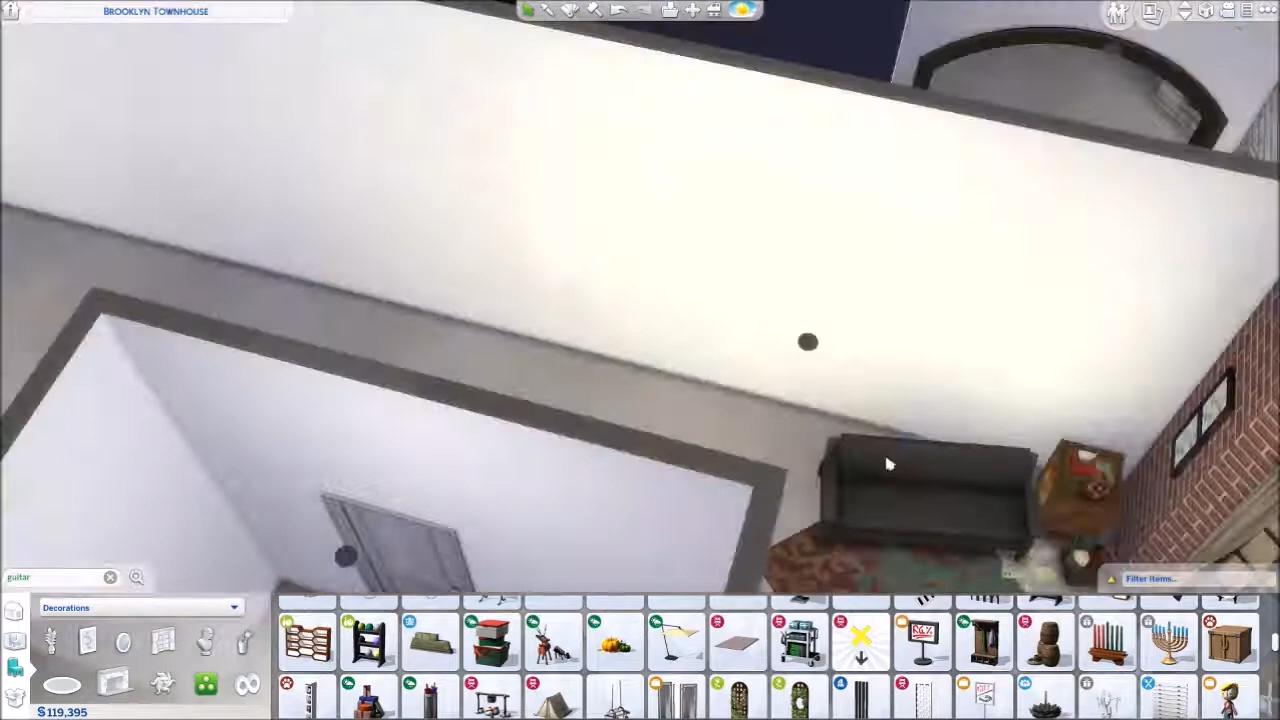 Brooklyn Townhouse
guitar
Filter Items...
Decorations
§119,395